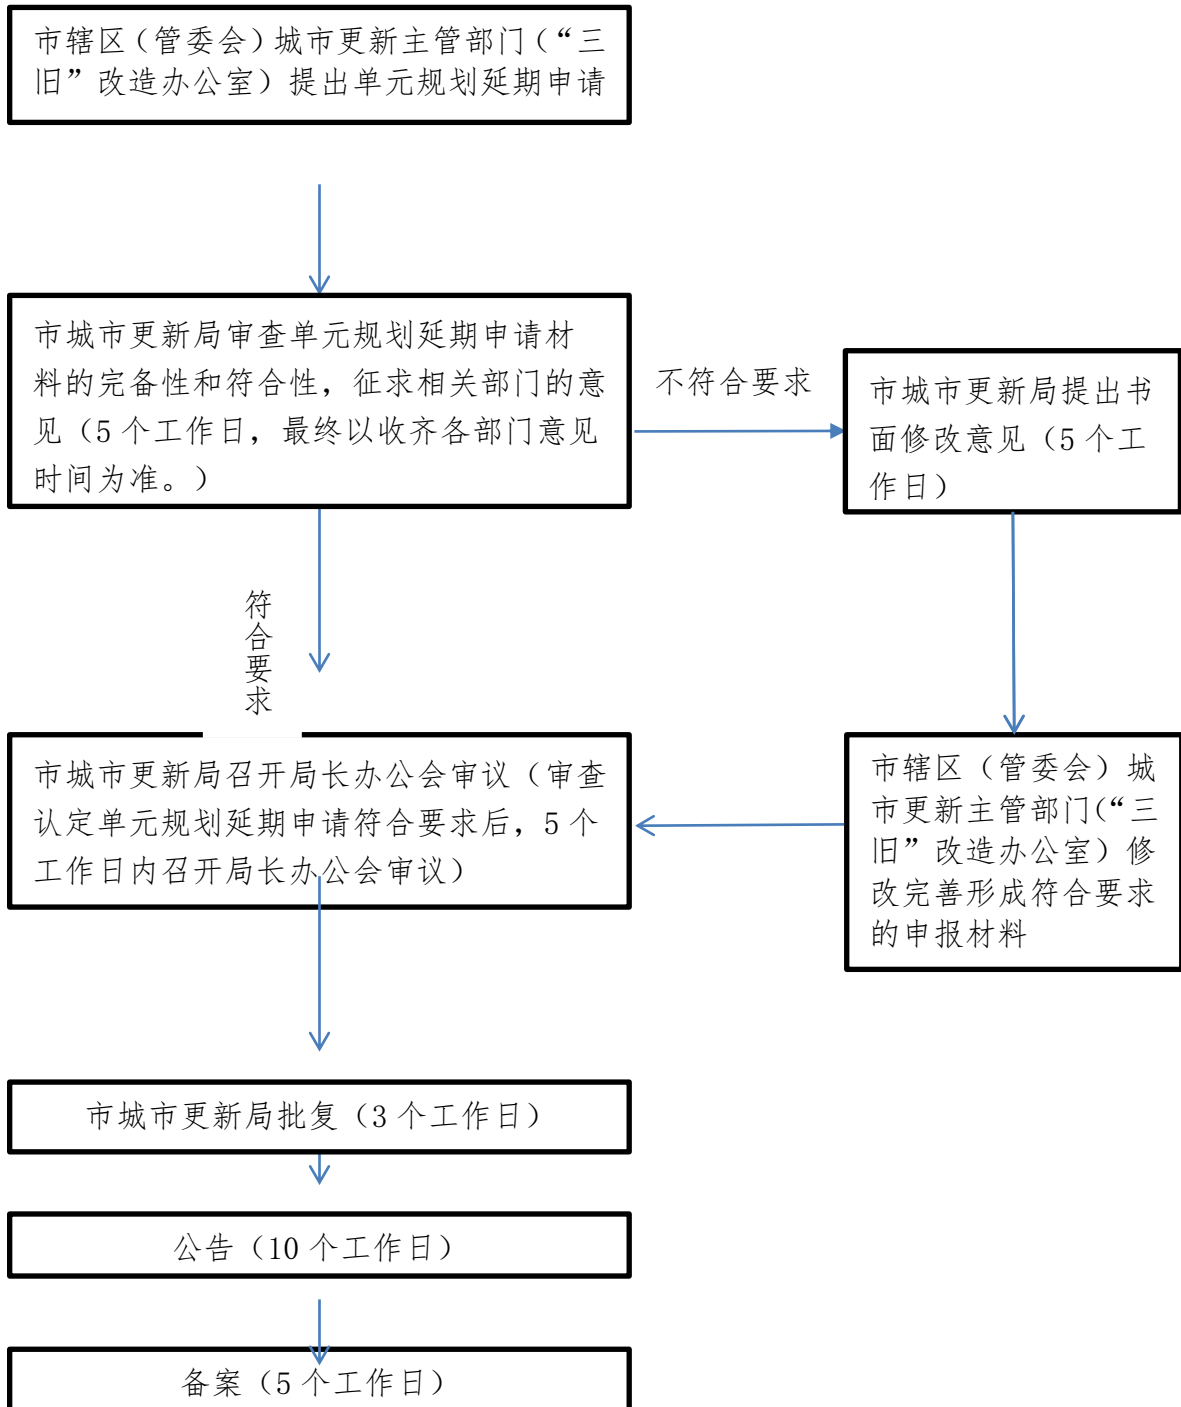 市辖区（管委会）城市更新主管部门（“三
旧”改造办公室）提出单元规划延期申请
市城市更新局审查单元规划延期申请材
料的完备性和符合性，征求相关部门的意
见（5 个工作日，最终以收齐各部门意见
时间为准。）
不符合要求
市城市更新局提出书
面修改意见（5 个工
作日）
符合要求
市城市更新局召开局长办公会审议（审查
认定单元规划延期申请符合要求后，5 个
工作日内召开局长办公会审议）
市辖区（管委会）城
市更新主管部门（“三
旧”改造办公室）修
改完善形成符合要求
的申报材料
市城市更新局批复（3 个工作日）
公告（10 个工作日）
备案（5 个工作日）